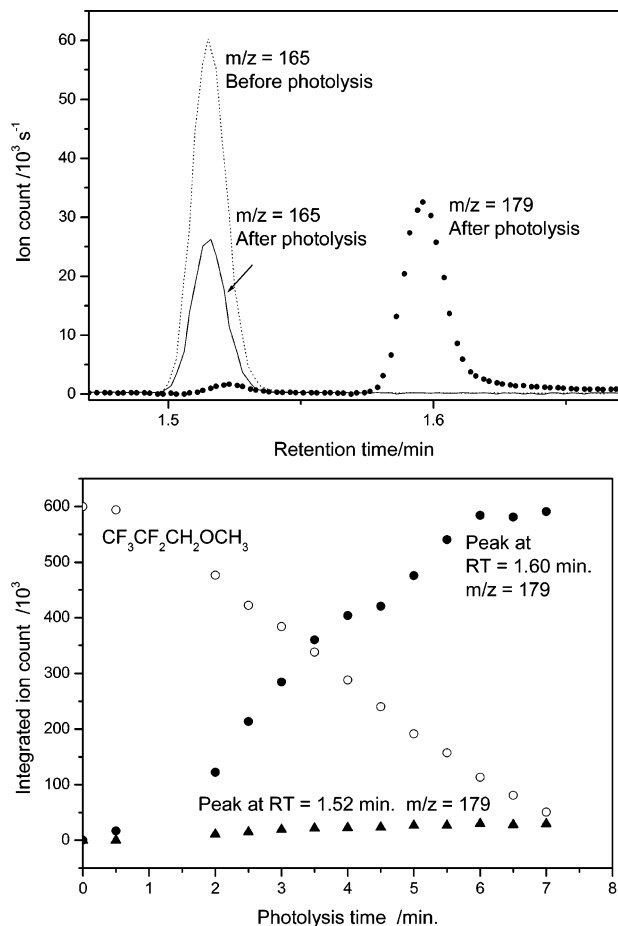 60
50
40
30
20
10
0
Ion count /10³ s⁻¹
m/z = 165
Before photolysis
m/z = 165
After photolysis
m/z = 179
After photolysis
1.5
1.6
Retention time/min
600
500
400
300
200
100
0
Integrated ion count /10³
CF₃CF₂CH₂OCH₃
Peak at
RT = 1.60 min.
m/z = 179
Peak at RT = 1.52 min. m/z = 179
0 1 2 3 4 5 6 7 8
Photolysis time /min.